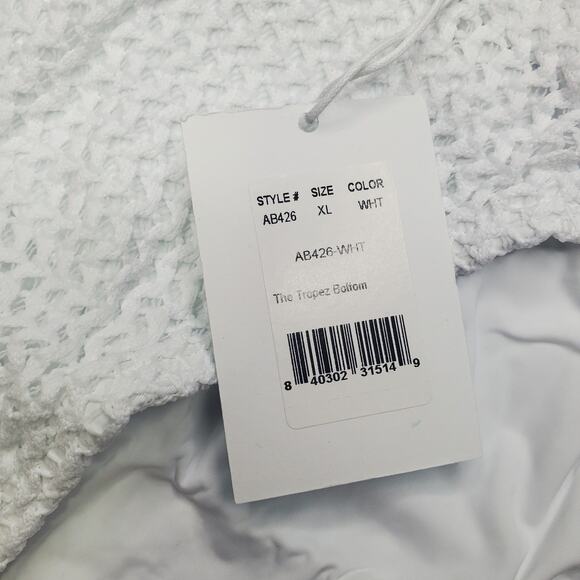 STYLE # SIZE COLOR
AB426 XL WHT
AB426-WHT
The Tropez Bottom
8 40302 31514 9